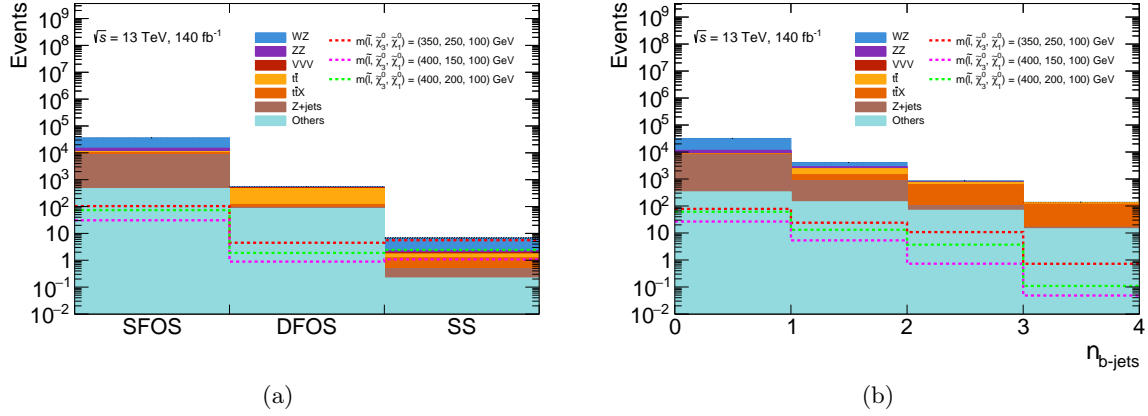 Events
10⁹
10⁸
10⁷
10⁶
10⁵
10⁴
10³
10²
10
1
10⁻¹
10⁻²
√s = 13 TeV, 140 fb⁻¹
WZ
ZZ
VVV
tt̄
tt̄X
Z+jets
Others
m(l̃, χ̃⁰₃, χ̃⁰₁) = (350, 250, 100) GeV
m(l̃, χ̃⁰₃, χ̃⁰₁) = (400, 150, 100) GeV
m(l̃, χ̃⁰₃, χ̃⁰₁) = (400, 200, 100) GeV
SFOS DFOS SS
(a)
Events
10⁹
10⁸
10⁷
10⁶
10⁵
10⁴
10³
10²
10
1
10⁻¹
10⁻²
√s = 13 TeV, 140 fb⁻¹
WZ
ZZ
VVV
tt̄
tt̄X
Z+jets
Others
m(l̃, χ̃⁰₃, χ̃⁰₁) = (350, 250, 100) GeV
m(l̃, χ̃⁰₃, χ̃⁰₁) = (400, 150, 100) GeV
m(l̃, χ̃⁰₃, χ̃⁰₁) = (400, 200, 100) GeV
0 1 2 3 4
n_b-jets
(b)